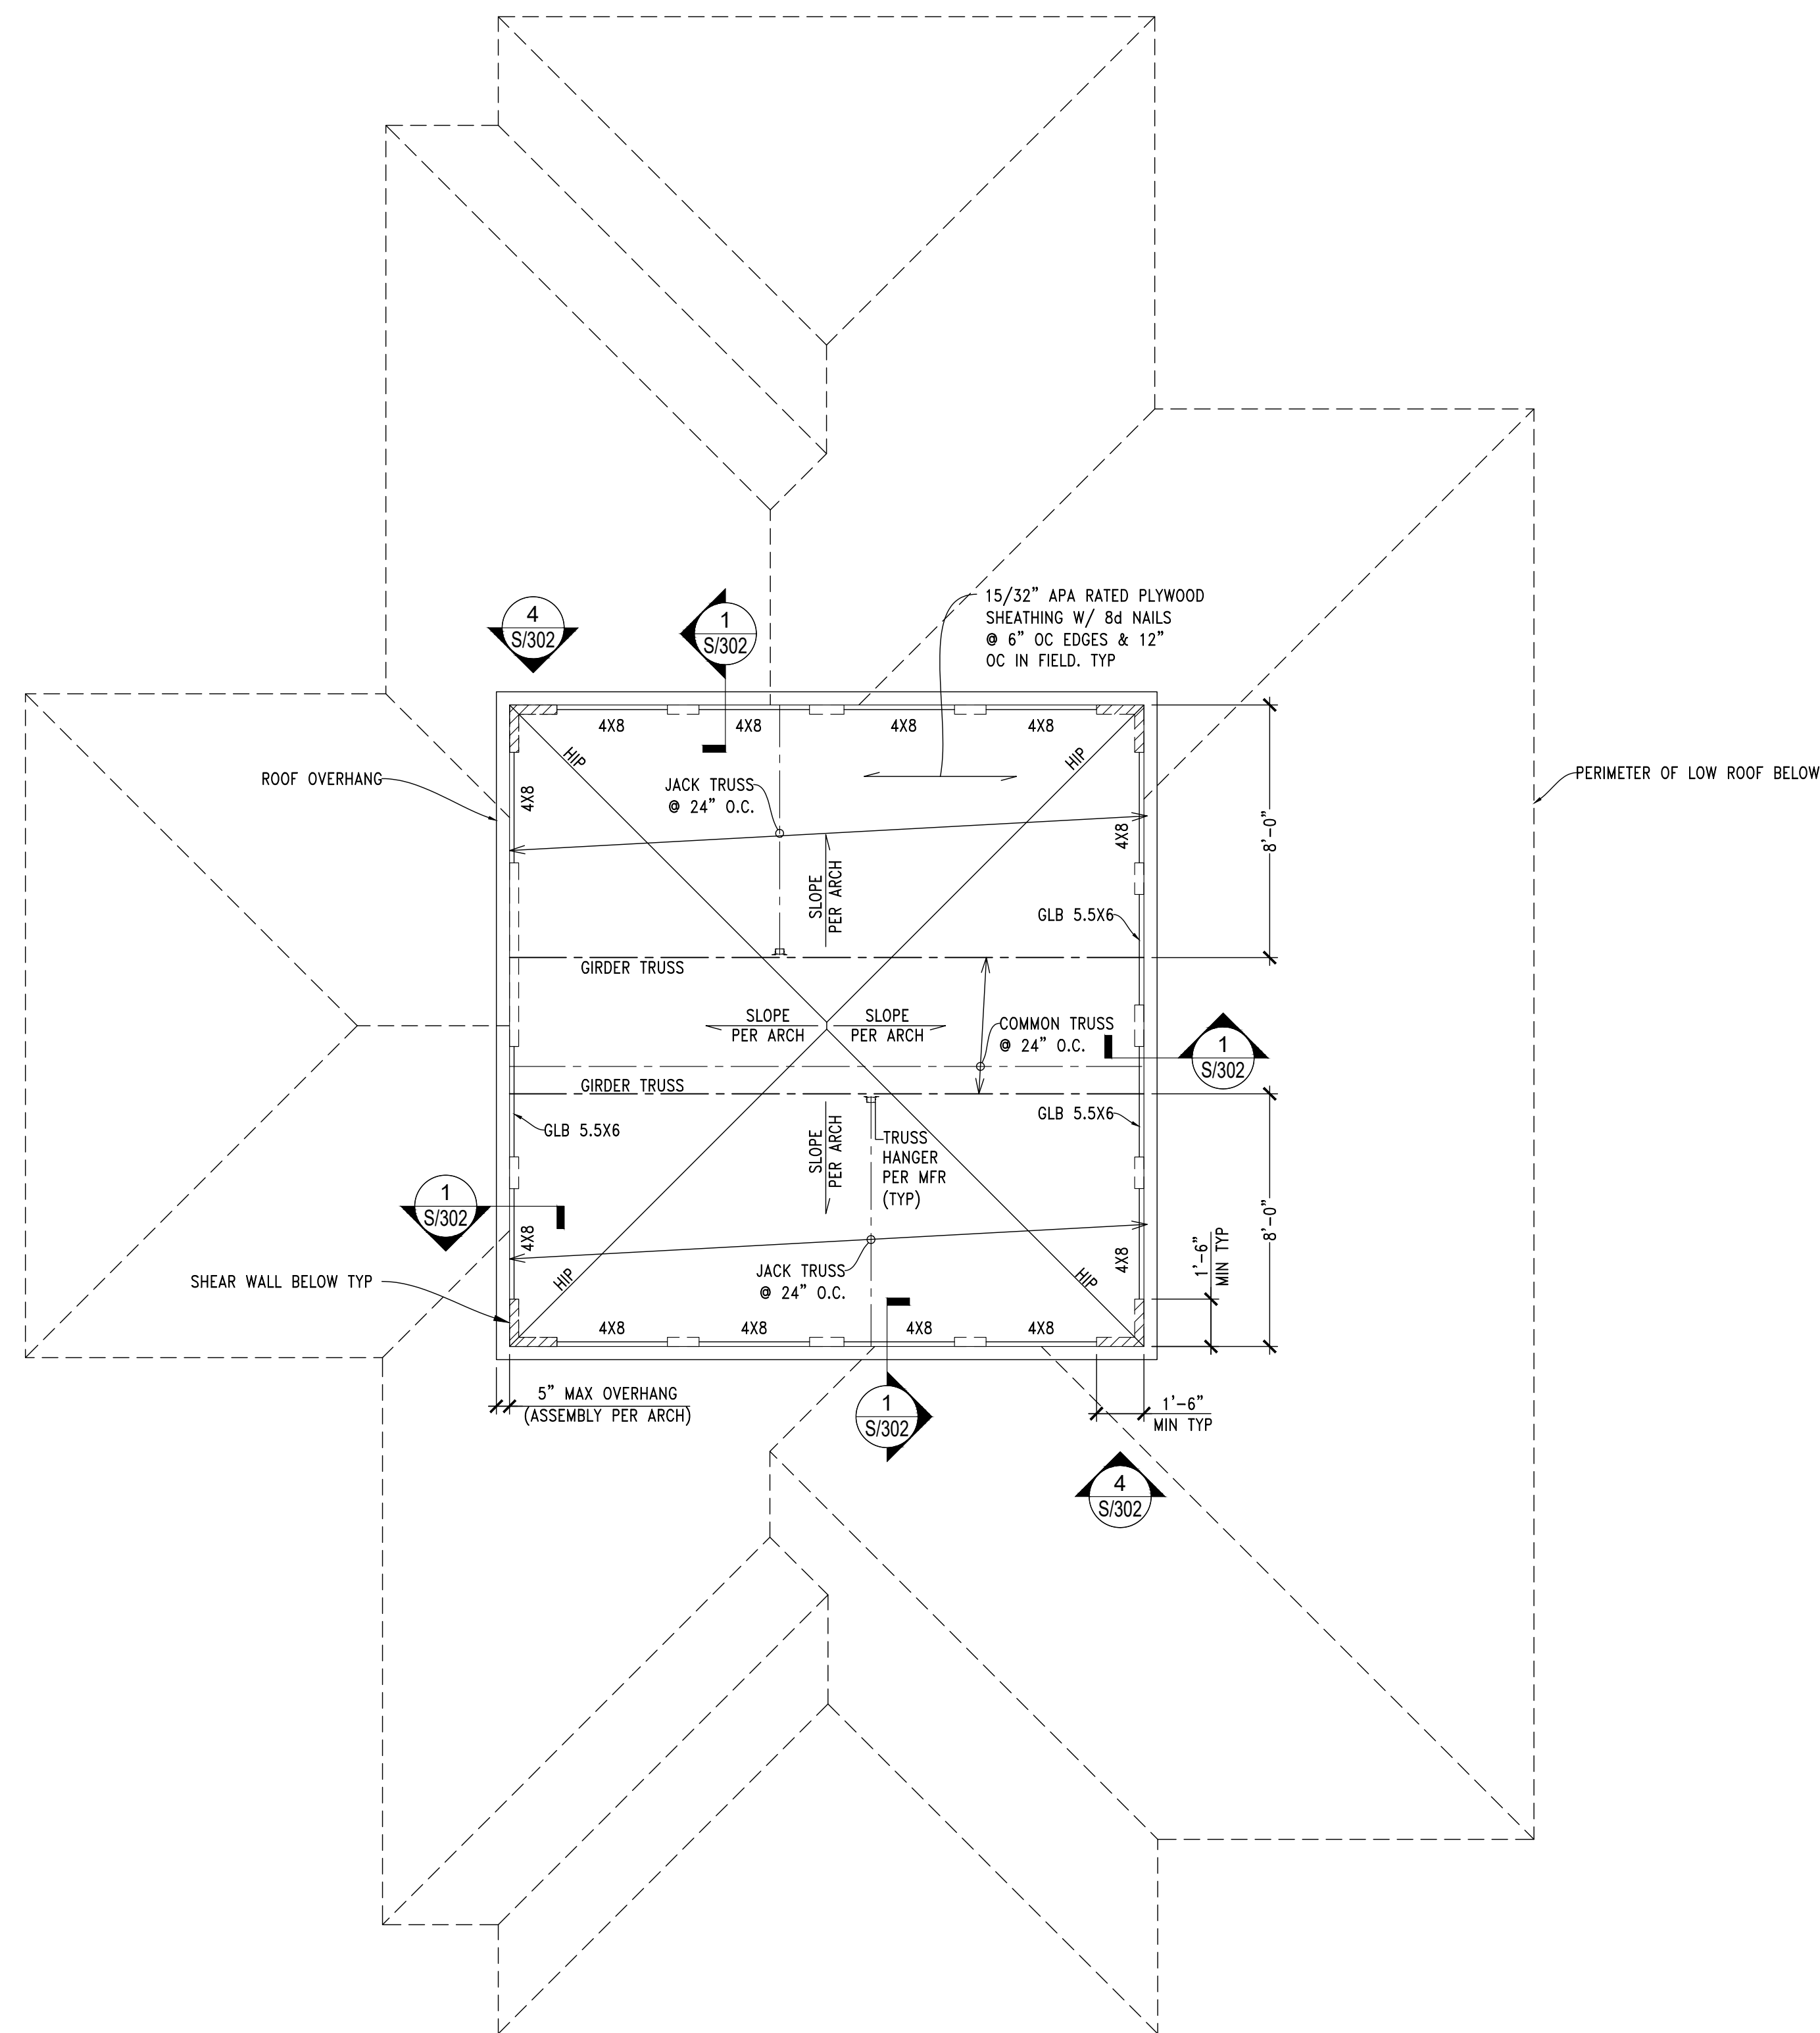 15/32" APA RATED PLYWOOD
SHEATHING W/ 8d NAILS
@ 6" OC EDGES & 12"
OC IN FIELD. TYP
4
S/302
1
S/302
4X8
4X8
4X8
4X8
HIP
HIP
ROOF OVERHANG
PERIMETER OF LOW ROOF BELOW
4X8
JACK TRUSS
@ 24" O.C.
4X8
8'-0"
SLOPE
PER ARCH
GLB 5.5X6
GIRDER TRUSS
SLOPE
PER ARCH
SLOPE
PER ARCH
COMMON TRUSS
@ 24" O.C.
1
S/302
GIRDER TRUSS
GLB 5.5X6
GLB 5.5X6
SLOPE
PER ARCH
TRUSS
HANGER
PER MFR
(TYP)
1
S/302
4X8
4X8
8'-0"
1'-6"
MIN TYP
SHEAR WALL BELOW TYP
HIP
JACK TRUSS
@ 24" O.C.
HIP
4X8
4X8
4X8
4X8
5" MAX OVERHANG
(ASSEMBLY PER ARCH)
1
S/302
1'-6"
MIN TYP
4
S/302